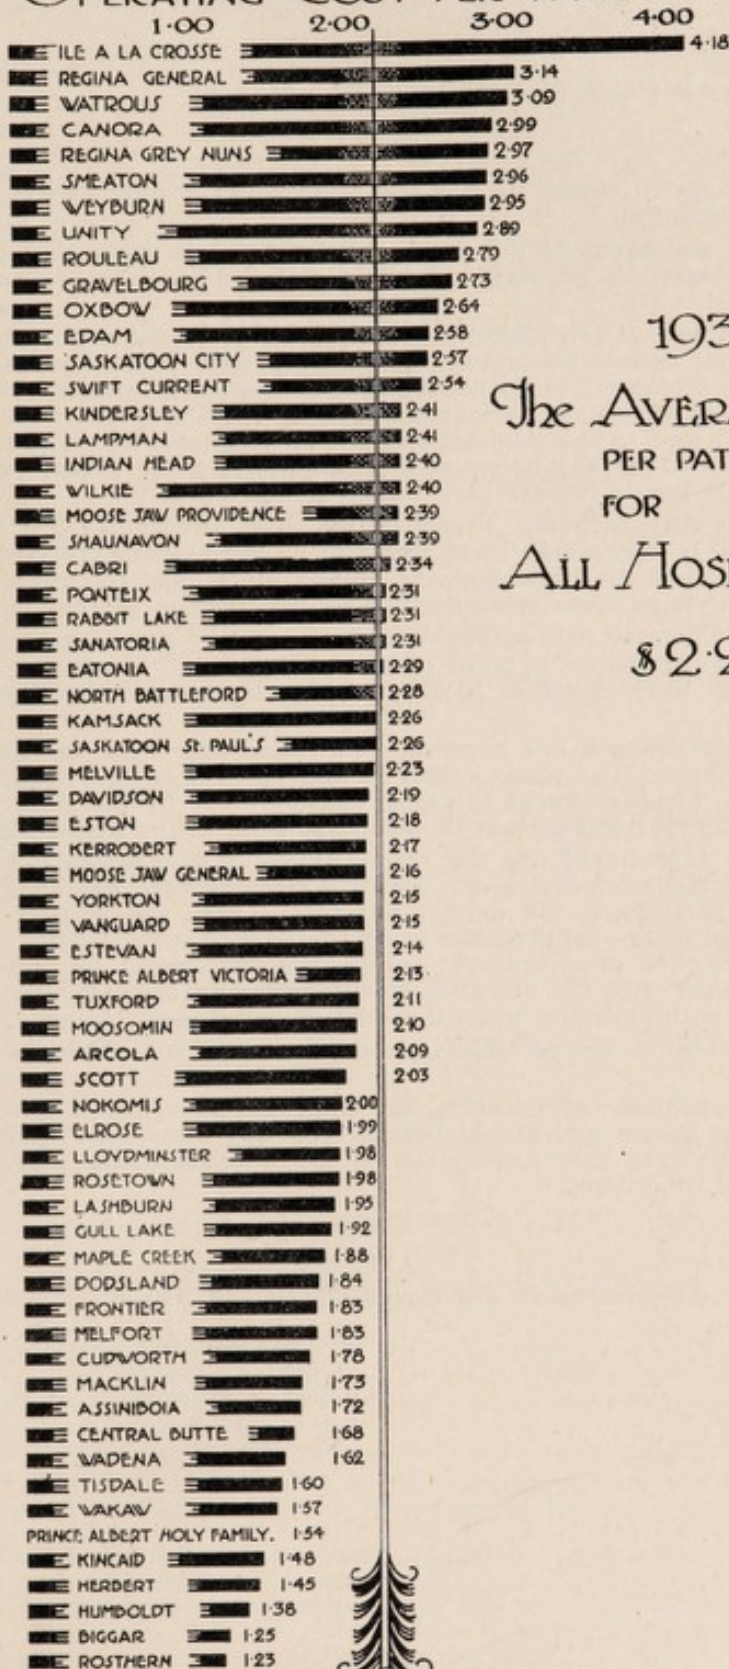 OPERATING COST PER
1·00 2·00 3·00 4·00
ILE A LA CROSSE 4·18
REGINA GENERAL 3·14
WATROUS 3·09
CANORA 2·99
REGINA GREY NUNS 2·97
SMEATON 2·96
WEYBURN 2·95
UNITY 2·89
ROULEAU 2·79
GRAVELBOURG 2·73
OXBOW 2·64
EDAM 2·58
193
SASKATOON CITY 2·57
SWIFT CURRENT 2·54
The AVERA
KINDERSLEY 2·41
LAMPMAN 2·41
INDIAN HEAD 2·40
PER PAT
WILKIE 2·40
MOOSE JAW PROVIDENCE 2·39
FOR
SHAUNAVON 2·39
CABRI 2·34
ALL HOSP
PONTEIX 2·31
RABBIT LAKE 2·31
SANATORIA 2·31
$2·2
EATONIA 2·29
NORTH BATTLEFORD 2·28
KAMSACK 2·26
SASKATOON St. PAUL'S 2·26
MELVILLE 2·23
DAVIDSON 2·19
ESTON 2·18
KERROBERT 2·17
MOOSE JAW GENERAL 2·16
YORKTON 2·15
VANGUARD 2·15
ESTEVAN 2·14
PRINCE ALBERT VICTORIA 2·13
TUXFORD 2·11
MOOSOMIN 2·10
ARCOLA 2·09
SCOTT 2·03
NOKOMIS 2·00
ELROSE 1·99
LLOYDMINSTER 1·98
ROSETOWN 1·98
LASHBURN 1·95
GULL LAKE 1·92
MAPLE CREEK 1·88
DODSLAND 1·84
FRONTIER 1·83
MELFORT 1·83
CUDWORTH 1·78
MACKLIN 1·73
ASSINIBOIA 1·72
CENTRAL BUTTE 1·68
WADENA 1·62
TISDALE 1·60
WAKAW 1·57
PRINCE ALBERT HOLY FAMILY. 1·54
KINCAID 1·48
HERBERT 1·45
HUMBOLDT 1·38
BIGGAR 1·25
ROSTHERN 1·23